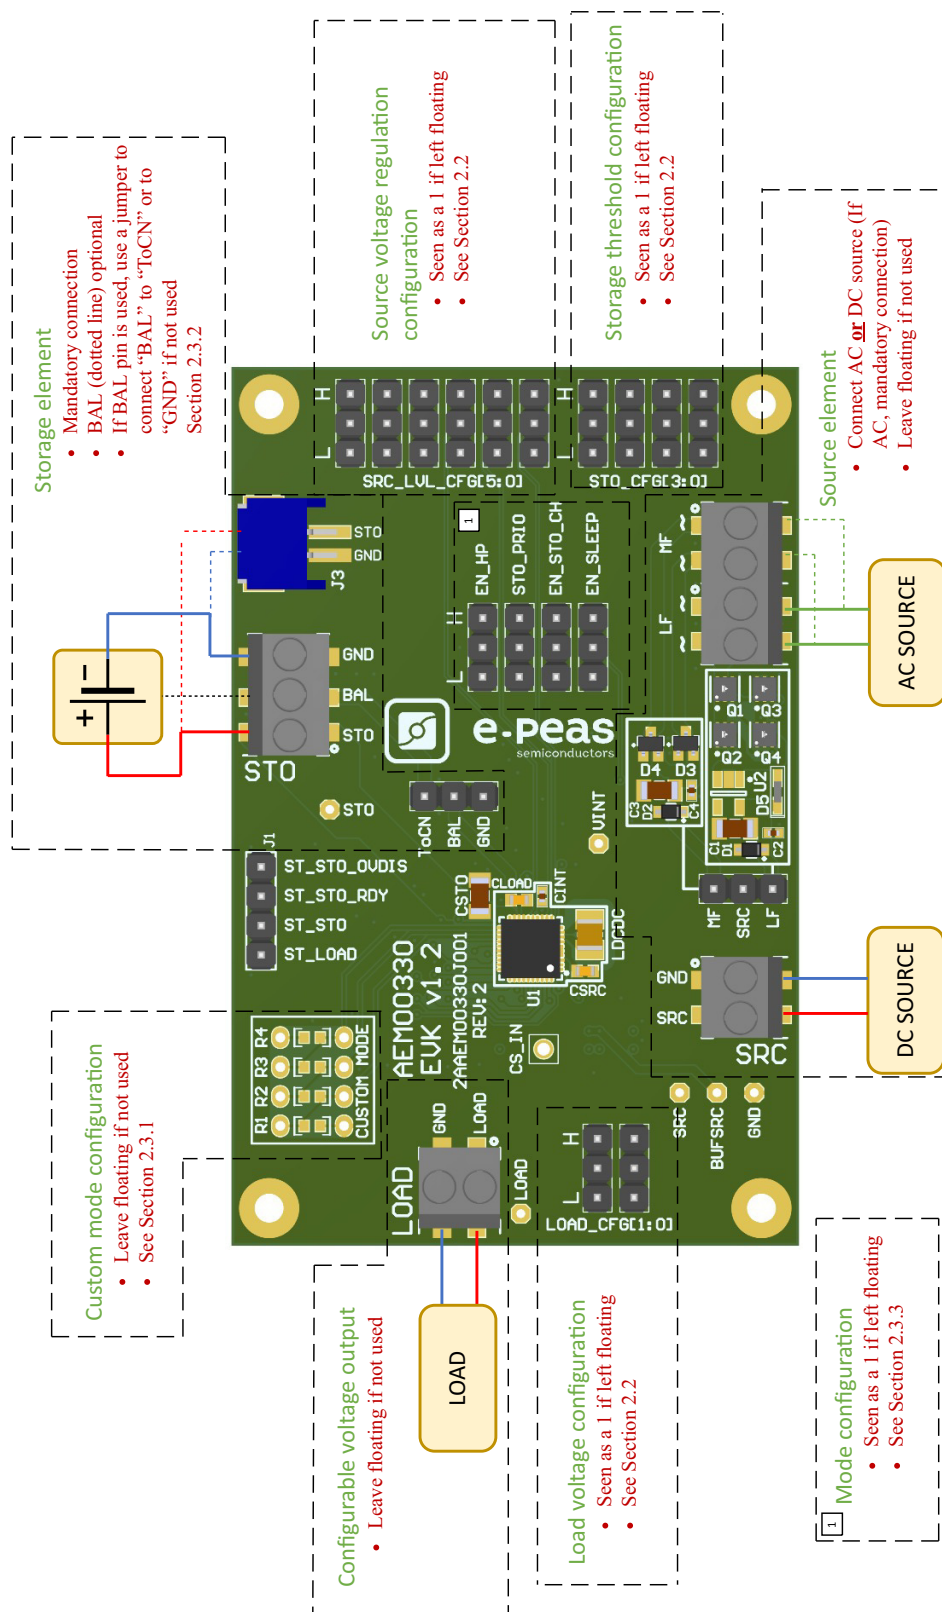 Storage element
• Mandatory connection
• BAL (dotted line) optional
• If BAL pin is used, use a jumper to
connect “BAL” to “ToCN” or to
“GND” if not used
Section 2.3.2
Custom mode configuration
• Leave floating if not used
• See Section 2.3.1
Configurable voltage output
• Leave floating if not used
LOAD
Load voltage configuration
• Seen as a 1 if left floating
• See Section 2.2
1
Mode configuration
• Seen as a 1 if left floating
• See Section 2.3.3
Source voltage regulation
configuration
• Seen as a 1 if left floating
• See Section 2.2
Storage threshold configuration
• Seen as a 1 if left floating
• See Section 2.2
Source element
• Connect AC or DC source (If
AC, mandatory connection)
• Leave floating if not used
AC SOURCE
DC SOURCE
+ -
R1 R2 R3 R4
CUSTOM MODE
J1
ST_STO_OVDIS
ST_STO_RDY
ST_STO
ST_LOAD
STO
STO
STO BAL GND
J3
GND STO
ToCN
BAL
GND
LOAD
GND
LOAD
LOAD
AEM00330
EVK v1.2
2AAEM00330J001
REV:2
CS_IN
CSTO
CLOAD
CINT
LDCDC
CSRC
U1
VINT
e-peas
semiconductors
L H
EN_HP
STO_PRIO
EN_STO_CH
EN_SLEEP
1
L H
SRC_LVL_CFG[5:0]
L H
STO_CFG[3:0]
L H
LOAD_CFG[1:0]
SRC
BUFSRC
GND
SRC GND
SRC
MF
SRC
LF
C3 D4
D2 D3
C4
C1 D1 C2
D5 U2
Q1 Q3
Q2 Q4
LF MF
~ ~ ~ ~